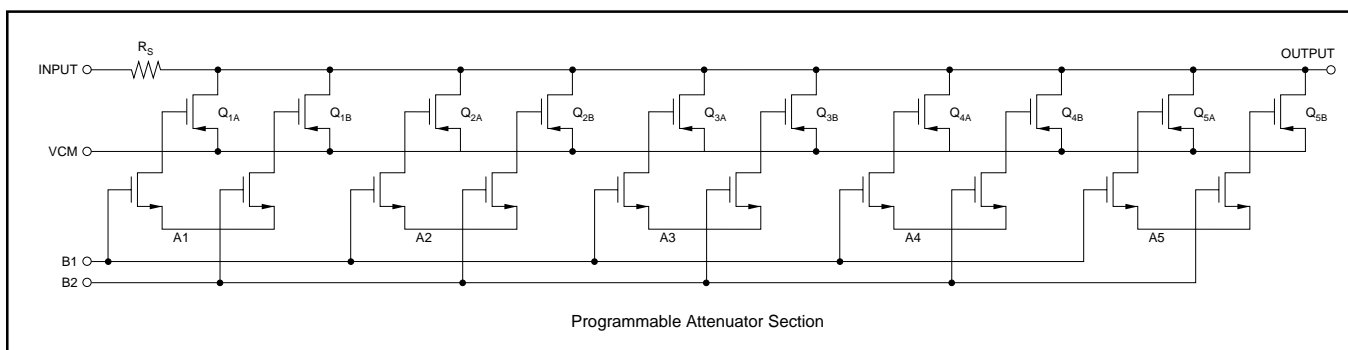 R_S
INPUT
OUTPUT
Q_1A
Q_1B
Q_2A
Q_2B
Q_3A
Q_3B
Q_4A
Q_4B
Q_5A
Q_5B
VCM
A1
A2
A3
A4
A5
B1
B2
Programmable Attenuator Section